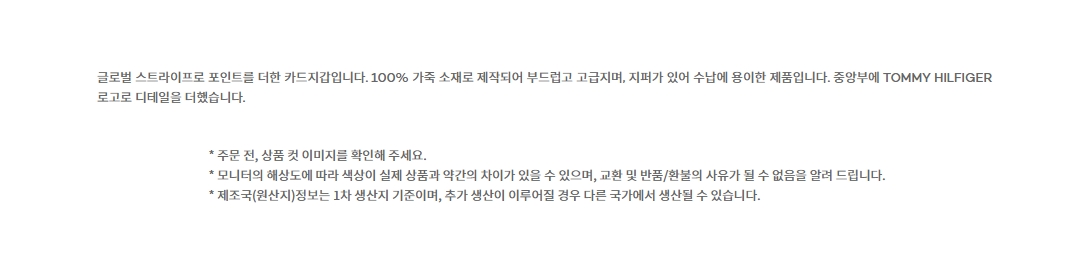 글로벌 스트라이프로 포인트를 더한 카드지갑입니다. 100% 가죽 소재로 제작되어 부드럽고 고급지며, 지퍼가 있어 수납에 용이한 제품입니다. 중앙부에 TOMMY HILFIGER
로고로 디테일을 더했습니다.
* 주문 전, 상품 컷 이미지를 확인해 주세요.
* 모니터의 해상도에 따라 색상이 실제 상품과 약간의 차이가 있을 수 있으며, 교환 및 반품/환불의 사유가 될 수 없음을 알려 드립니다.
* 제조국(원산지)정보는 1차 생산지 기준이며, 추가 생산이 이루어질 경우 다른 국가에서 생산될 수 있습니다.